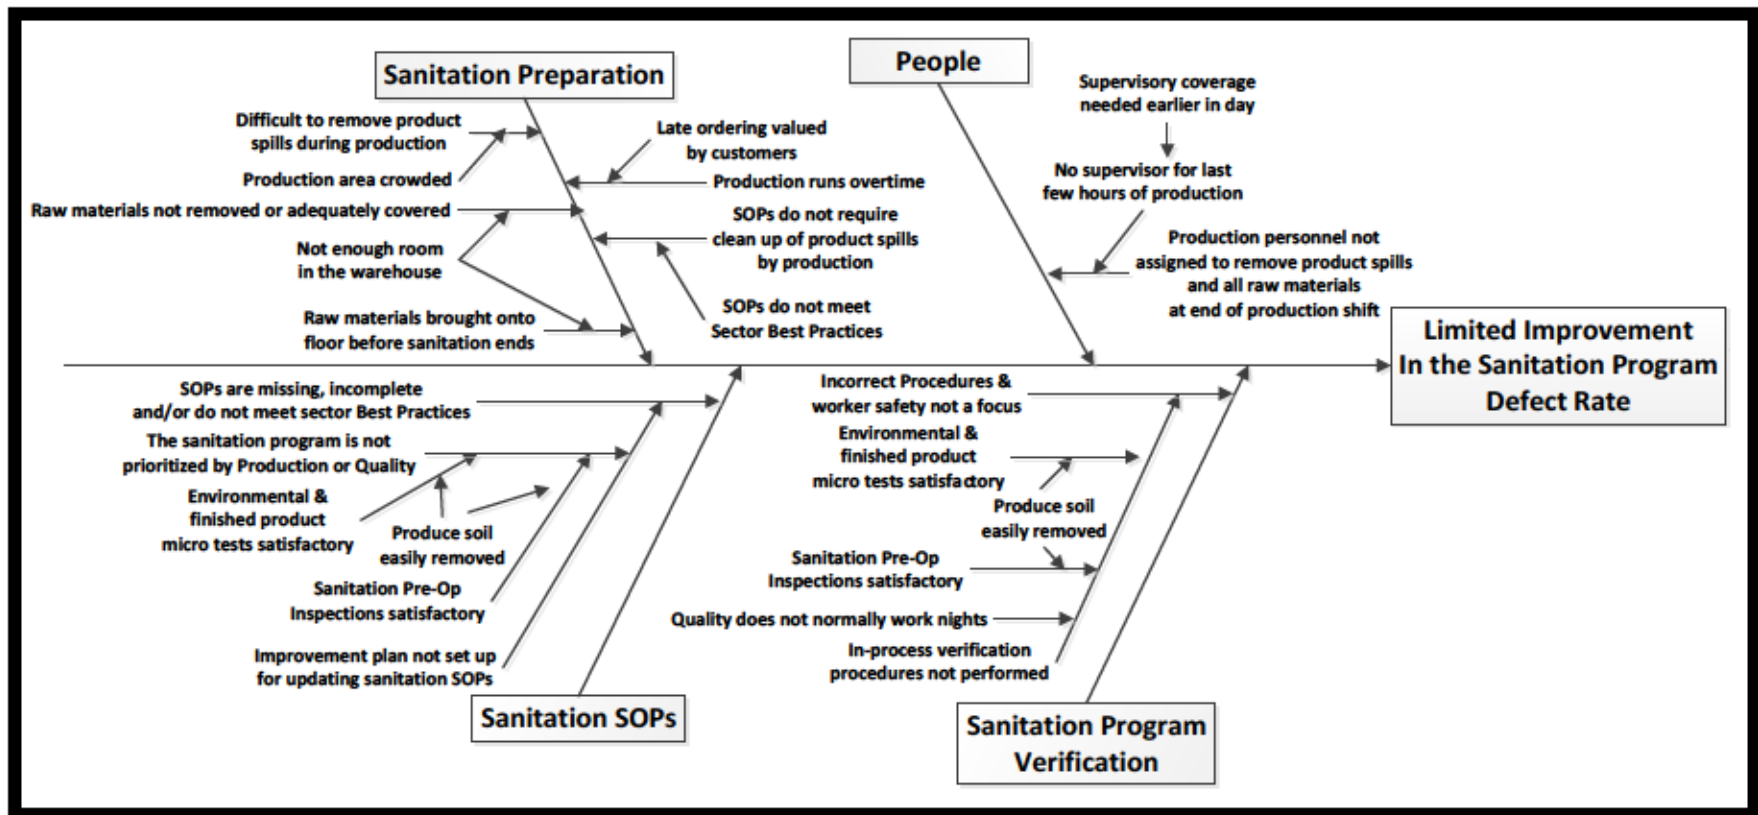 Sanitation Preparation
People
Difficult to remove product
spills during production
Production area crowded
Raw materials not removed or adequately covered
Not enough room
in the warehouse
Raw materials brought onto
floor before sanitation ends
Late ordering valued
by customers
Production runs overtime
SOPs do not require
clean up of product spills
by production
SOPs do not meet
Sector Best Practices
Supervisory coverage
needed earlier in day
No supervisor for last
few hours of production
Production personnel not
assigned to remove product spills
and all raw materials
at end of production shift
Limited Improvement
In the Sanitation Program
Defect Rate
SOPs are missing, incomplete
and/or do not meet sector Best Practices
The sanitation program is not
prioritized by Production or Quality
Environmental &
finished product
micro tests satisfactory
Produce soil
easily removed
Sanitation Pre-Op
Inspections satisfactory
Improvement plan not set up
for updating sanitation SOPs
Sanitation SOPs
Incorrect Procedures &
worker safety not a focus
Environmental &
finished product
micro tests satisfactory
Produce soil
easily removed
Sanitation Pre-Op
Inspections satisfactory
Quality does not normally work nights
In-process verification
procedures not performed
Sanitation Program
Verification